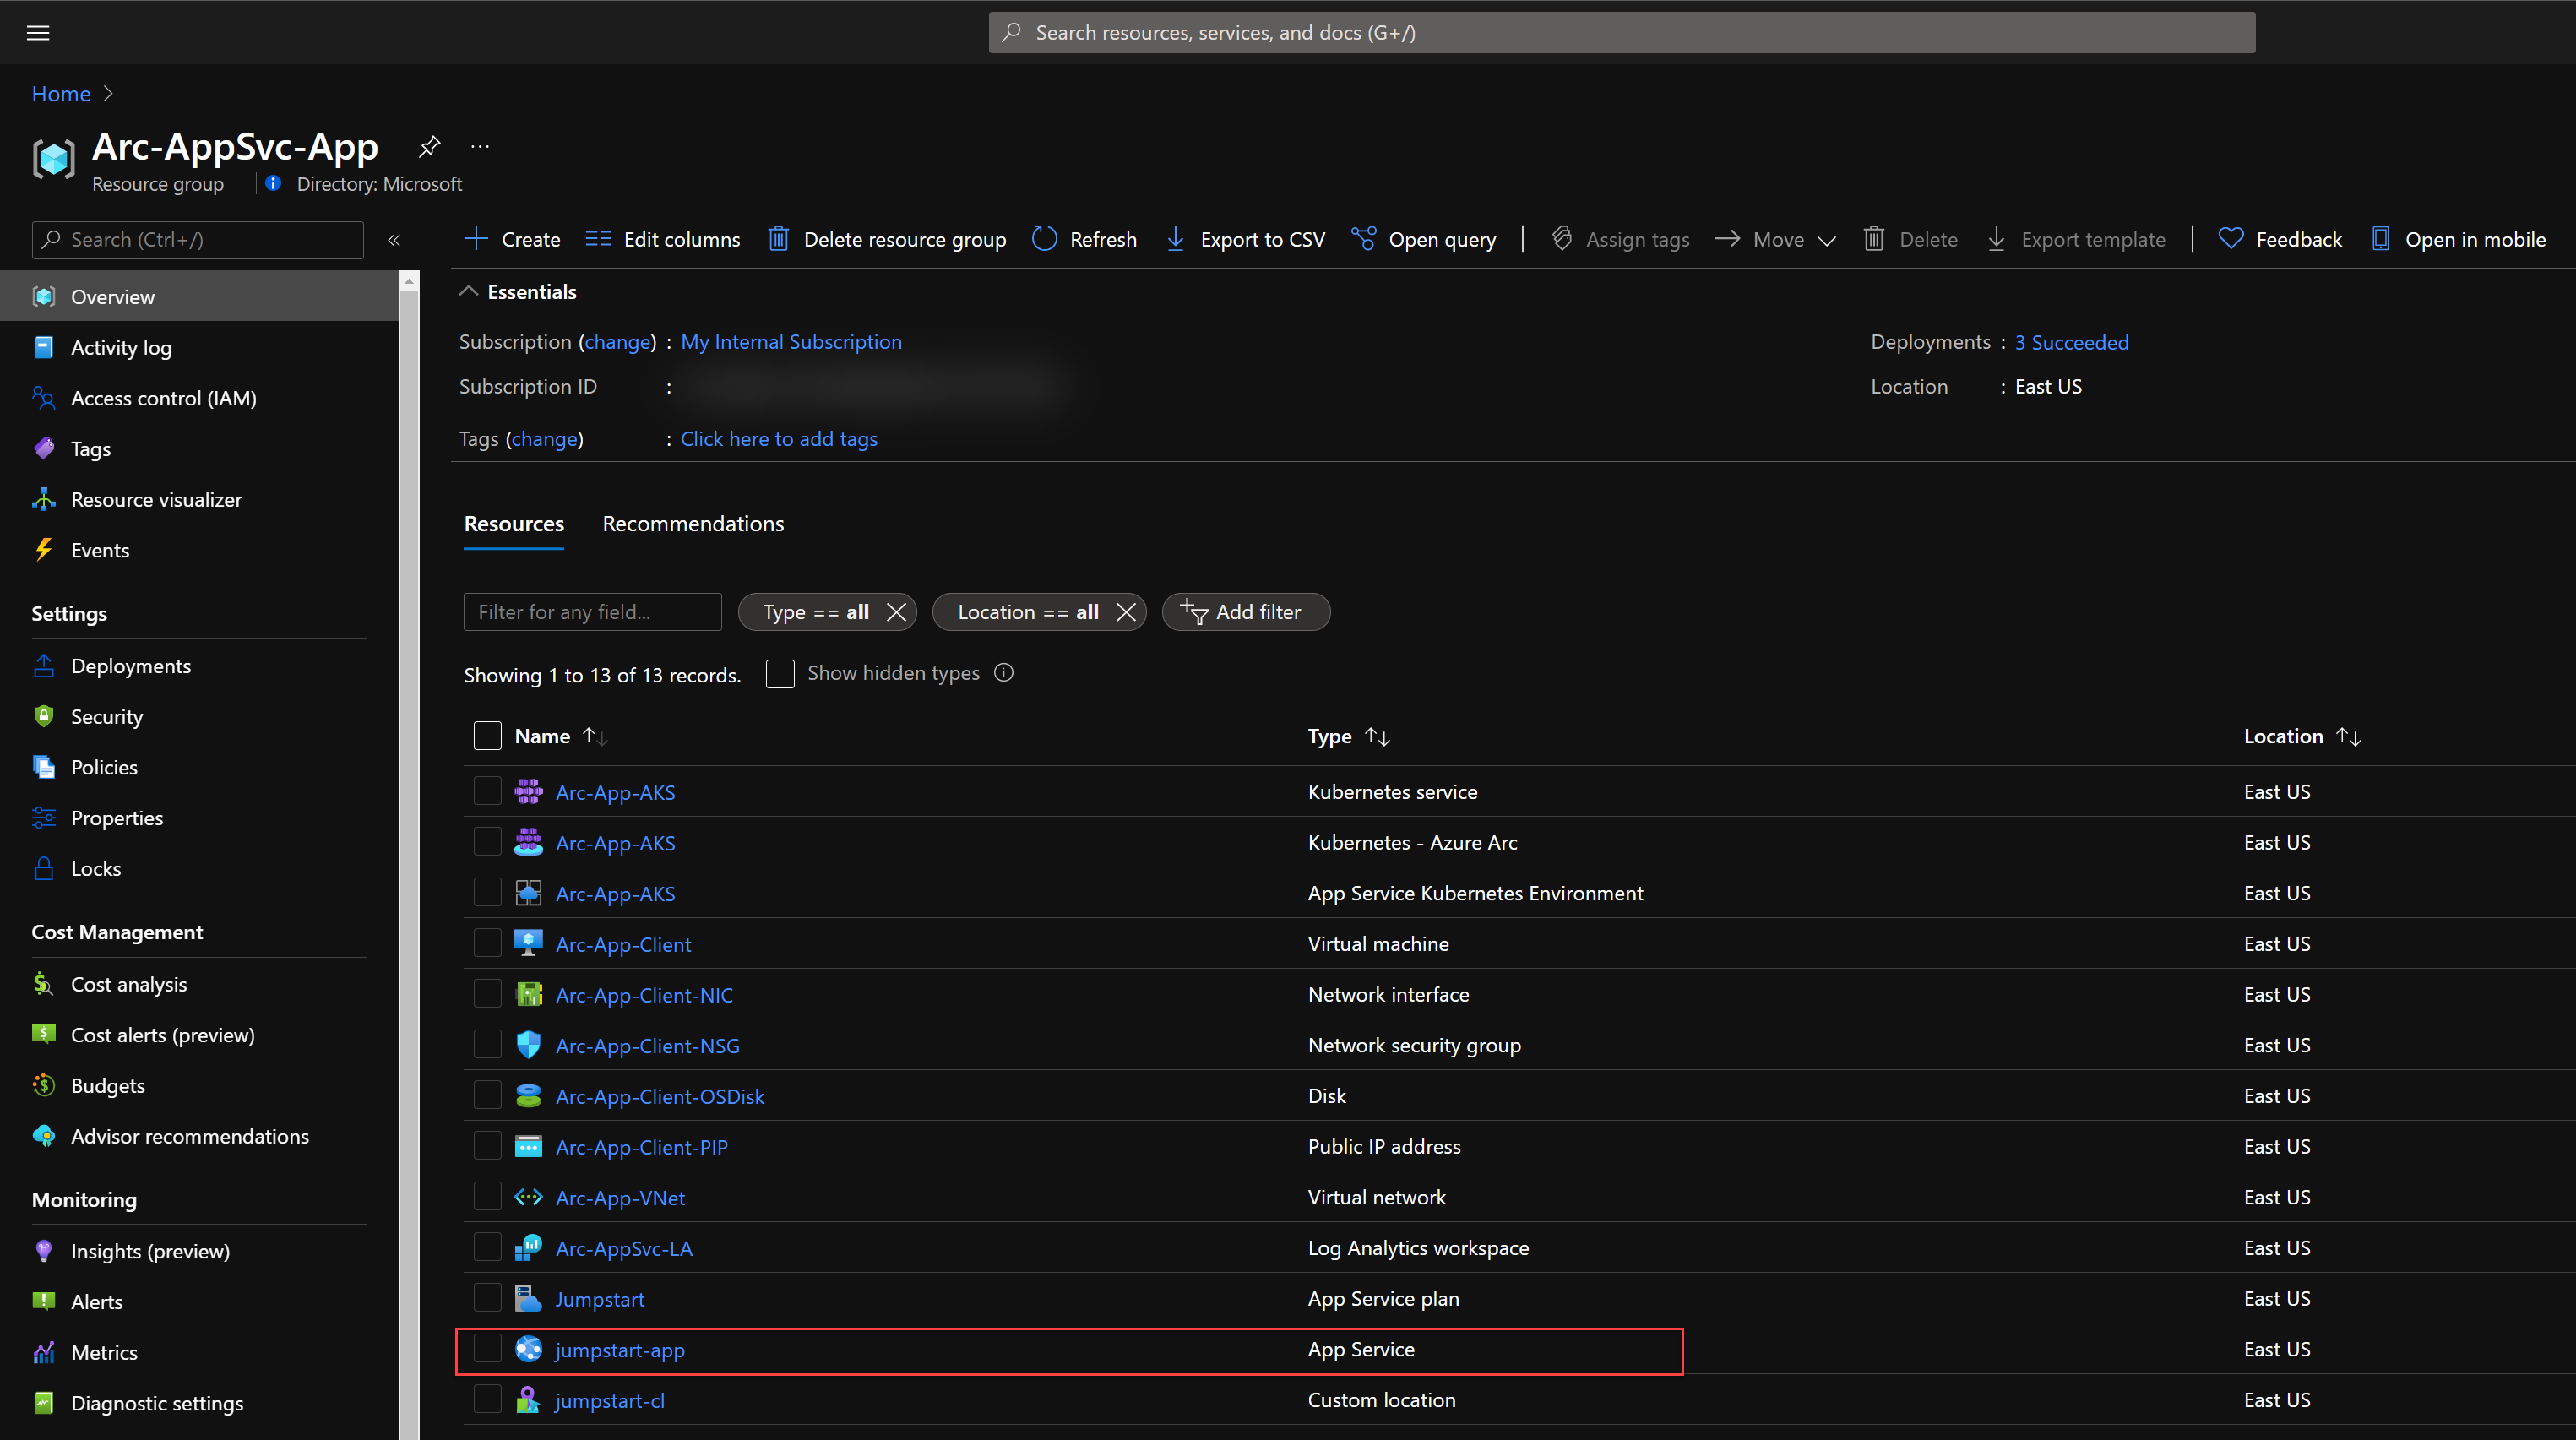 Search resources, services, and docs (G+/)
Home
Arc-AppSvc-App
Resource group
Directory: Microsoft
Search (Ctrl+/)
Create
Edit columns
Delete resource group
Refresh
Export to CSV
Open query
Assign tags
Move
Delete
Export template
Feedback
Open in mobile
Overview
Activity log
Access control (IAM)
Tags
Resource visualizer
Events
Settings
Deployments
Security
Policies
Properties
Locks
Cost Management
Cost analysis
Cost alerts (preview)
Budgets
Advisor recommendations
Monitoring
Insights (preview)
Alerts
Metrics
Diagnostic settings
Essentials
Subscription (change) : My Internal Subscription
Deployments : 3 Succeeded
Subscription ID :
Location : East US
Tags (change) : Click here to add tags
Resources Recommendations
Filter for any field...
Type == all
Location == all
Add filter
Showing 1 to 13 of 13 records.
Show hidden types
Name Type Location
Arc-App-AKS Kubernetes service East US
Arc-App-AKS Kubernetes - Azure Arc East US
Arc-App-AKS App Service Kubernetes Environment East US
Arc-App-Client Virtual machine East US
Arc-App-Client-NIC Network interface East US
Arc-App-Client-NSG Network security group East US
Arc-App-Client-OSDisk Disk East US
Arc-App-Client-PIP Public IP address East US
Arc-App-VNet Virtual network East US
Arc-AppSvc-LA Log Analytics workspace East US
Jumpstart App Service plan East US
jumpstart-app App Service East US
jumpstart-cl Custom location East US